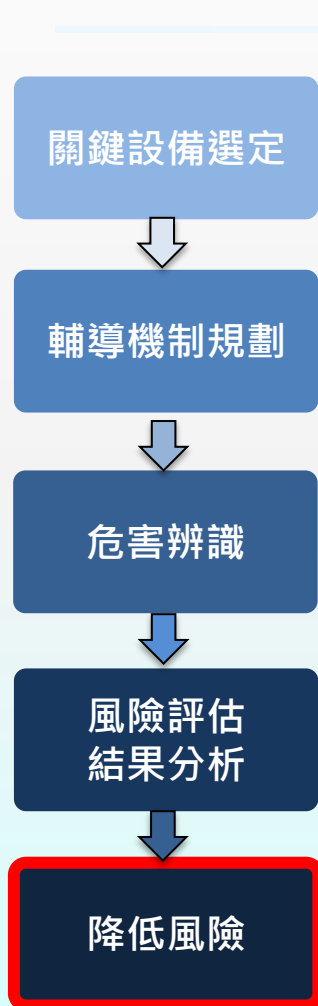 關鍵設備選定
輔導機制規劃
危害辨識
風險評估
結果分析
降低風險